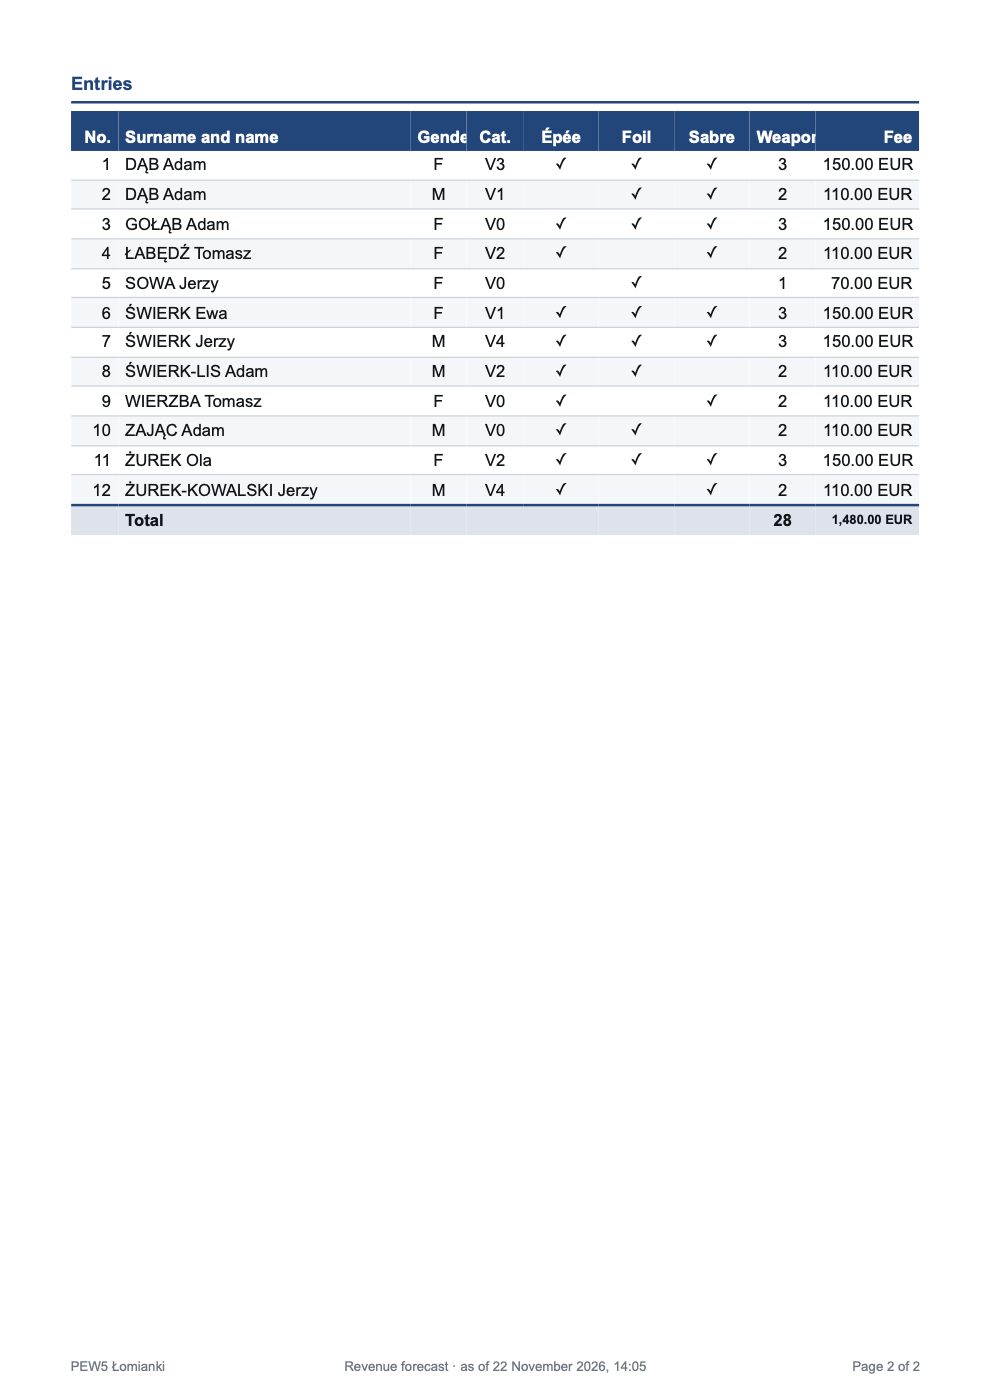 Entries
No. Surname and name Gende Cat. Épée Foil Sabre Weapor Fee
1 DĄB Adam F V3 ✓ ✓ ✓ 3 150.00 EUR
2 DĄB Adam M V1 ✓ ✓ 2 110.00 EUR
3 GOŁĄB Adam F V0 ✓ ✓ ✓ 3 150.00 EUR
4 ŁABĘDŹ Tomasz F V2 ✓ ✓ 2 110.00 EUR
5 SOWA Jerzy F V0 ✓ 1 70.00 EUR
6 ŚWIERK Ewa F V1 ✓ ✓ ✓ 3 150.00 EUR
7 ŚWIERK Jerzy M V4 ✓ ✓ ✓ 3 150.00 EUR
8 ŚWIERK-LIS Adam M V2 ✓ ✓ 2 110.00 EUR
9 WIERZBA Tomasz F V0 ✓ ✓ 2 110.00 EUR
10 ZAJĄC Adam M V0 ✓ ✓ 2 110.00 EUR
11 ŻUREK Ola F V2 ✓ ✓ ✓ 3 150.00 EUR
12 ŻUREK-KOWALSKI Jerzy M V4 ✓ ✓ 2 110.00 EUR
Total 28 1,480.00 EUR
PEW5 Łomianki Revenue forecast · as of 22 November 2026, 14:05 Page 2 of 2